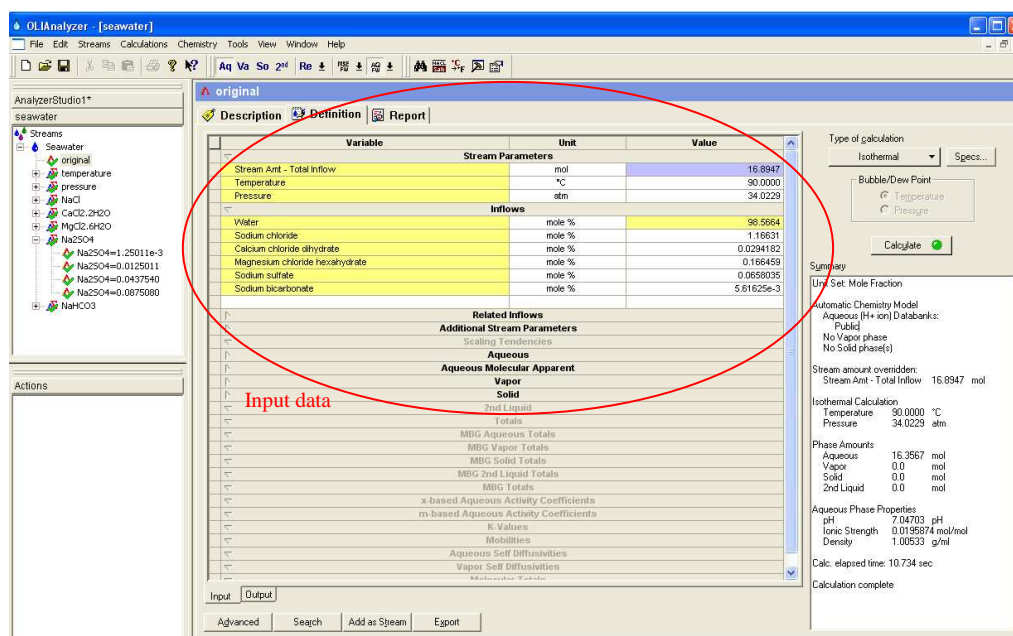 OLIAnalyzer - [seawater]
File Edit Streams Calculations Chemistry Tools View Window Help
Aq Va So 2nd Re
AnalyzerStudio1*
seawater
Streams
Seawater
original
temperature
pressure
NaCl
CaCl2.2H2O
MgCl2.6H2O
Na2SO4
Na2SO4=1.25011e-3
Na2SO4=0.0125011
Na2SO4=0.0437540
Na2SO4=0.0875080
NaHCO3
Actions
original
Description Definition Report
Variable Unit Value
Stream Parameters
Stream Amt - Total Inflow mol 16.8947
Temperature °C 90.0000
Pressure atm 34.0229
Inflows
Water mole % 98.5664
Sodium chloride mole % 1.16631
Calcium chloride dihydrate mole % 0.0294182
Magnesium chloride hexahydrate mole % 0.166459
Sodium sulfate mole % 0.0658035
Sodium bicarbonate mole % 5.61625e-3
Related Inflows
Additional Stream Parameters
Scaling Tendencies
Aqueous
Aqueous Molecular Apparent
Vapor
Solid
2nd Liquid
Totals
MBG Aqueous Totals
MBG Vapor Totals
MBG Solid Totals
MBG 2nd Liquid Totals
MBG Totals
x-based Aqueous Activity Coefficients
m-based Aqueous Activity Coefficients
K-Values
Mobilities
Aqueous Self Diffusivities
Vapor Self Diffusivities
Molecular Totals
Input data
Input Output
Advanced Search Add as Stream Export
Type of calculation
Isothermal Specs...
Bubble/Dew Point
Temperature
Pressure
Calculate
Summary
Unit Set: Mole Fraction
Automatic Chemistry Model
Aqueous (H+ ion) Databanks:
Public
No Vapor phase
No Solid phase(s)
Stream amount overridden:
Stream Amt - Total Inflow 16.8947 mol
Isothermal Calculation
Temperature 90.0000 °C
Pressure 34.0229 atm
Phase Amounts
Aqueous 16.3567 mol
Vapor 0.0 mol
Solid 0.0 mol
2nd Liquid 0.0 mol
Aqueous Phase Properties
pH 7.04703 pH
Ionic Strength 0.0195874 mol/mol
Density 1.00533 g/ml
Calc. elapsed time: 10.734 sec
Calculation complete